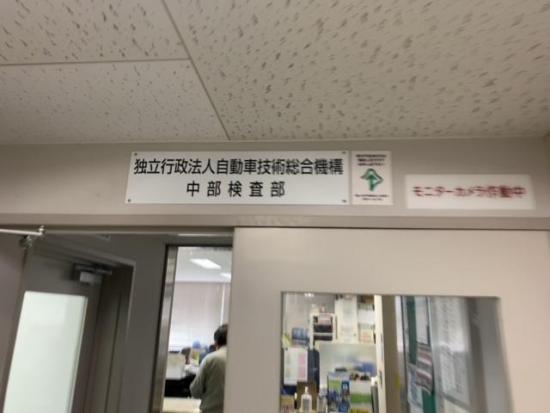 独立行政法人自動車技術総合機構
中部検査部
モニターカメラ作動中